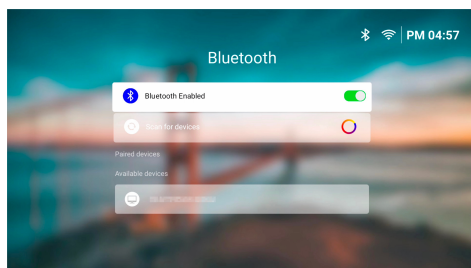 PM 04:57
Bluetooth
Bluetooth Enabled
Scan for devices
Paired devices
Available devices